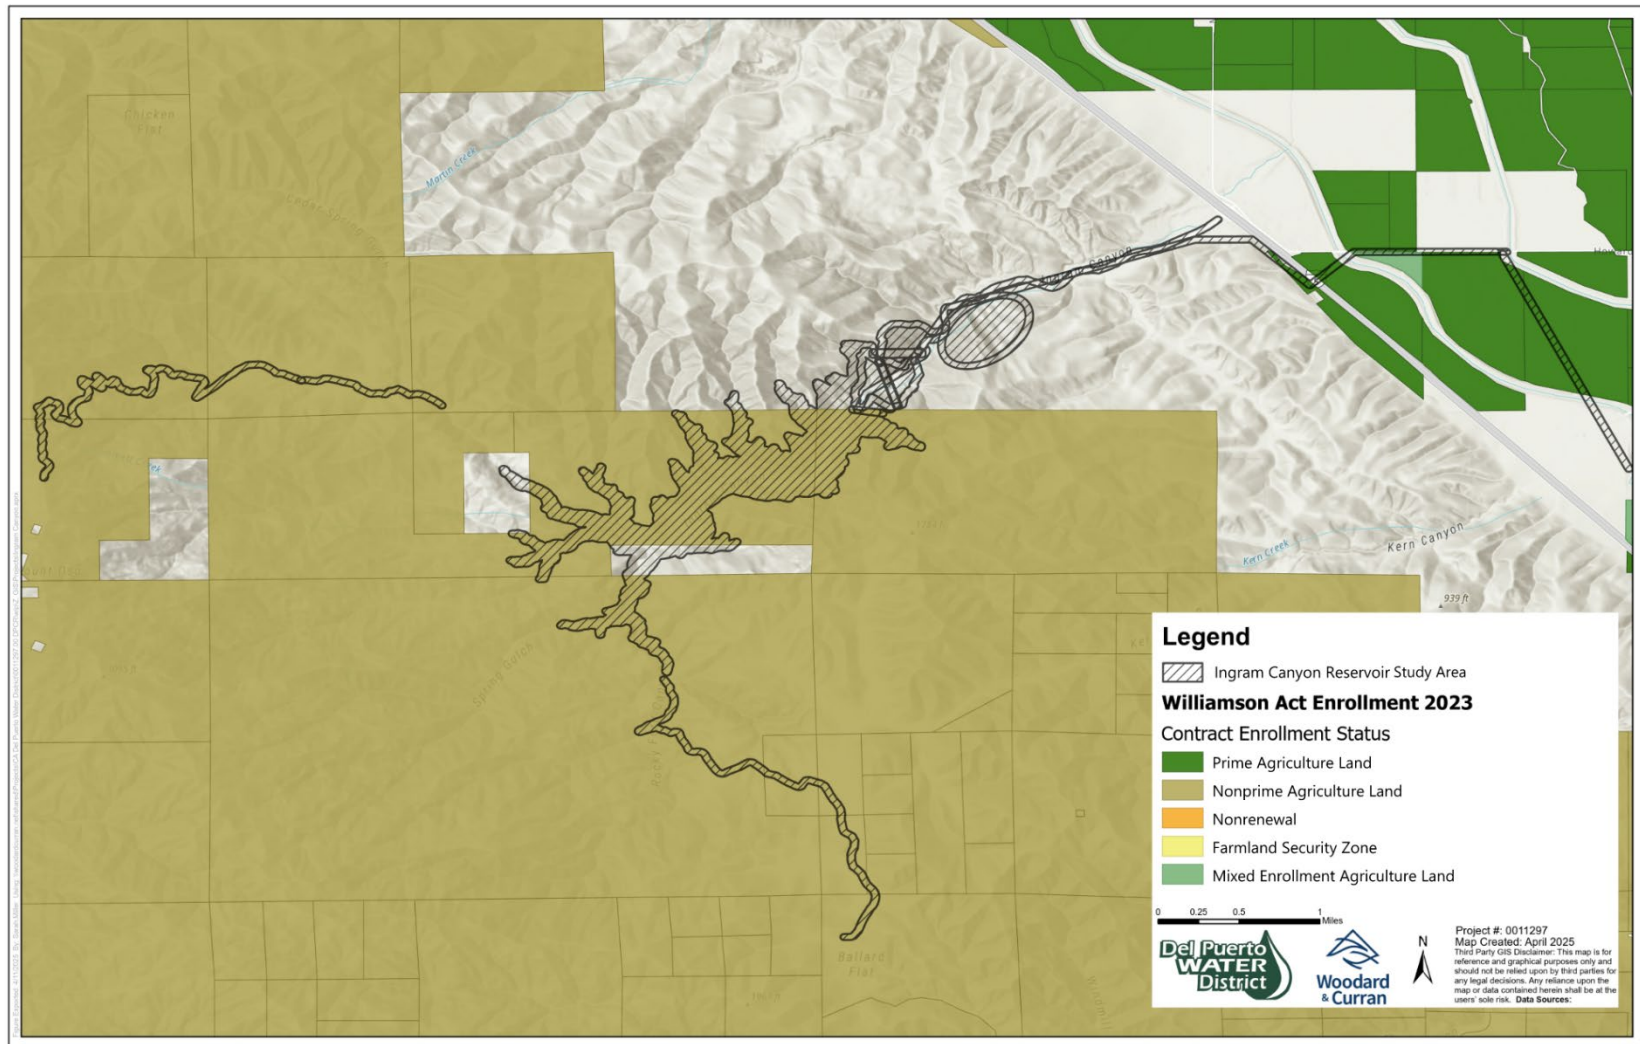 Chicken
Flat
Martin Creek
Canyon
Kern Creek
Kern Canyon
939 ft
Spring Gulch
Ballard
Flat
Legend
Ingram Canyon Reservoir Study Area
Williamson Act Enrollment 2023
Contract Enrollment Status
Prime Agriculture Land
Nonprime Agriculture Land
Nonrenewal
Farmland Security Zone
Mixed Enrollment Agriculture Land
0 0.25 0.5 1
Miles
Del Puerto
WATER
District
Woodard
& Curran
N
Project #: 0011297
Map Created: April 2025
Third Party GIS Disclaimer: This map is for
reference and graphical purposes only and
should not be relied upon by third parties for
any legal decisions. Any reliance upon the
map or data contained herein shall be at the
users' sole risk. Data Sources: